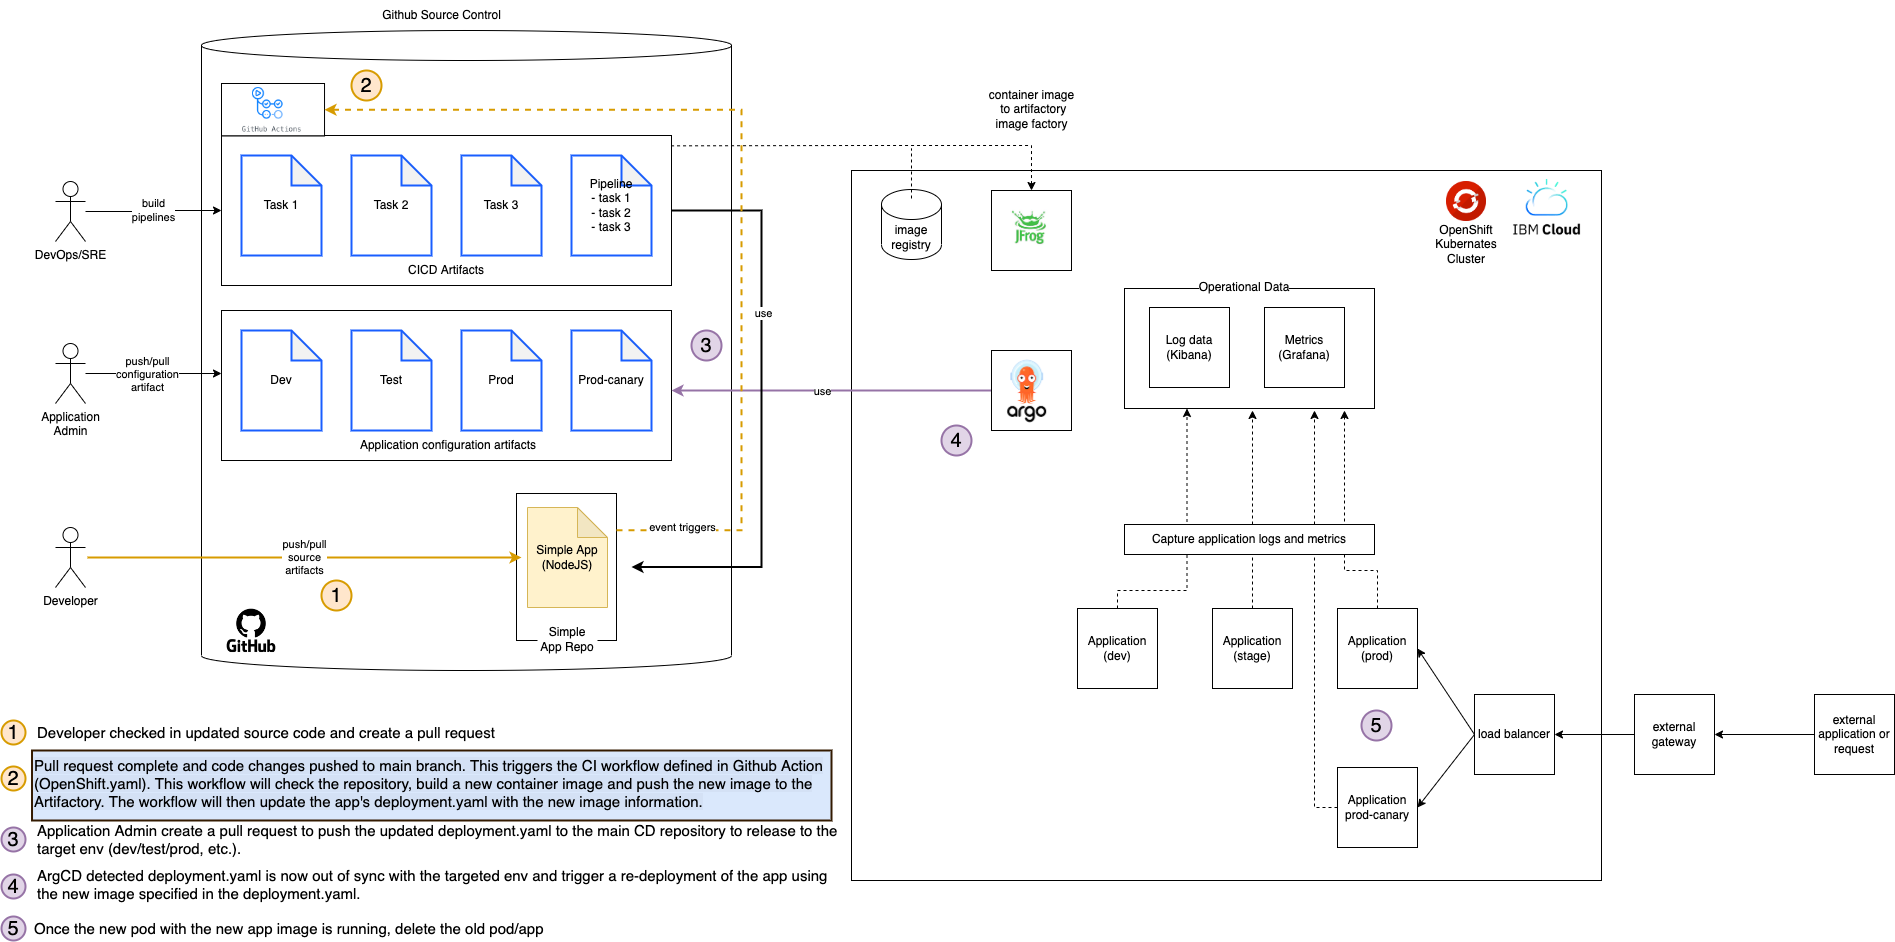 Github Source Control
2
GitHub Actions
container image
to artifactory
image factory
Task 1
Task 2
Task 3
Pipeline
- task 1
- task 2
- task 3
CICD Artifacts
build
pipelines
DevOps/SRE
use
image
registry
JFrog
OpenShift
Kubernates
Cluster
IBM Cloud
Operational Data
Log data
(Kibana)
Metrics
(Grafana)
3
Dev
Test
Prod
Prod-canary
Application configuration artifacts
push/pull
configuration
artifact
Application
Admin
use
argo
4
event triggers
Simple App
(NodeJS)
Simple
App Repo
push/pull
source
artifacts
1
Developer
GitHub
Capture application logs and metrics
Application
(dev)
Application
(stage)
Application
(prod)
5
Application
prod-canary
load balancer
external
gateway
external
application or
request
1
Developer checked in updated source code and create a pull request
2
Pull request complete and code changes pushed to main branch. This triggers the CI workflow defined in Github Action
(OpenShift.yaml). This workflow will check the repository, build a new container image and push the new image to the
Artifactory. The workflow will then update the app's deployment.yaml with the new image information.
3
Application Admin create a pull request to push the updated deployment.yaml to the main CD repository to release to the
target env (dev/test/prod, etc.).
4
ArgCD detected deployment.yaml is now out of sync with the targeted env and trigger a re-deployment of the app using
the new image specified in the deployment.yaml.
5
Once the new pod with the new app image is running, delete the old pod/app